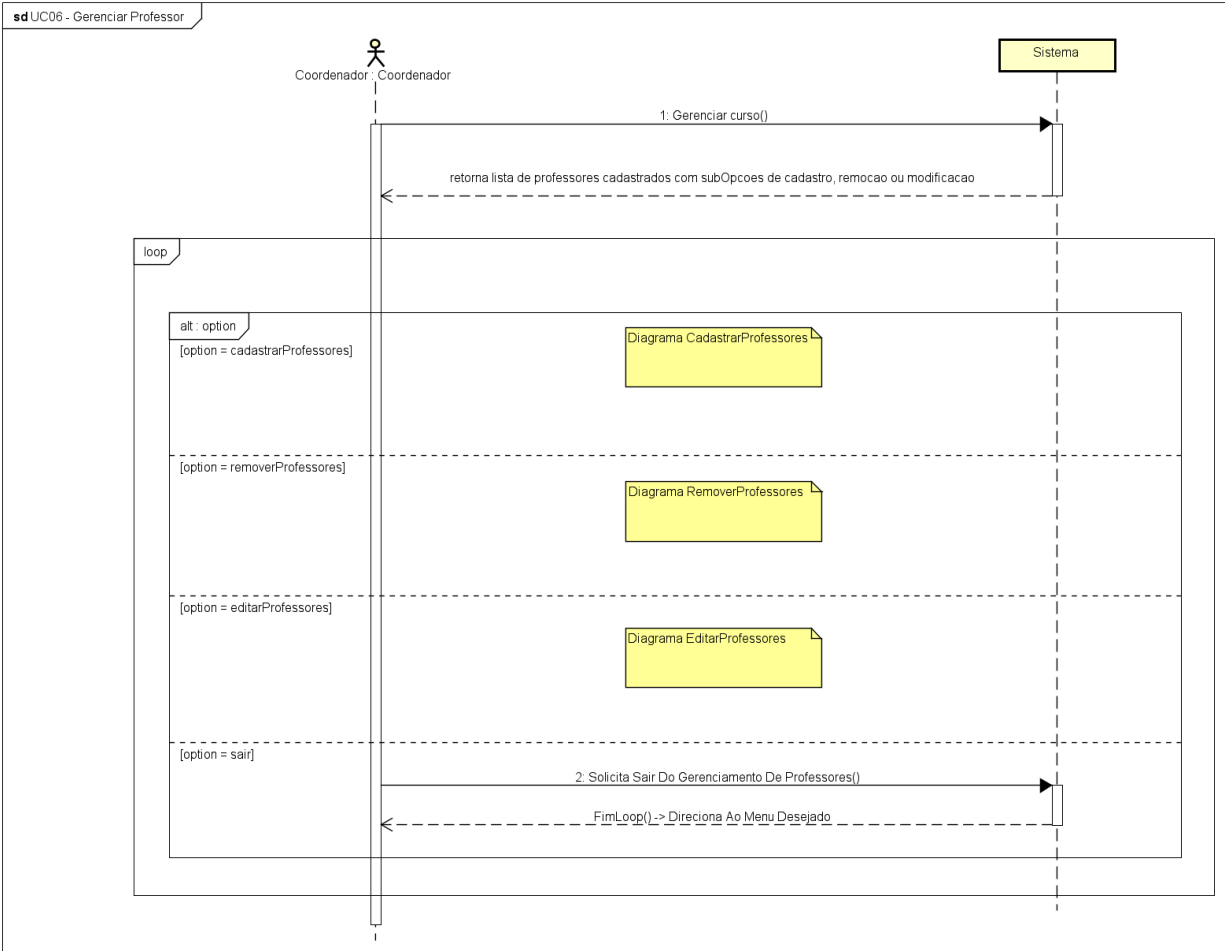 sd UC06 - Gerenciar Professor
Coordenador : Coordenador
Sistema
1: Gerenciar curso()
retorna lista de professores cadastrados com subOpcoes de cadastro, remocao ou modificacao
loop
alt : option
[option = cadastrarProfessores]
Diagrama CadastrarProfessores
[option = removerProfessores]
Diagrama RemoverProfessores
[option = editarProfessores]
Diagrama EditarProfessores
[option = sair]
2: Solicita Sair Do Gerenciamento De Professores()
FimLoop() -> Direciona Ao Menu Desejado